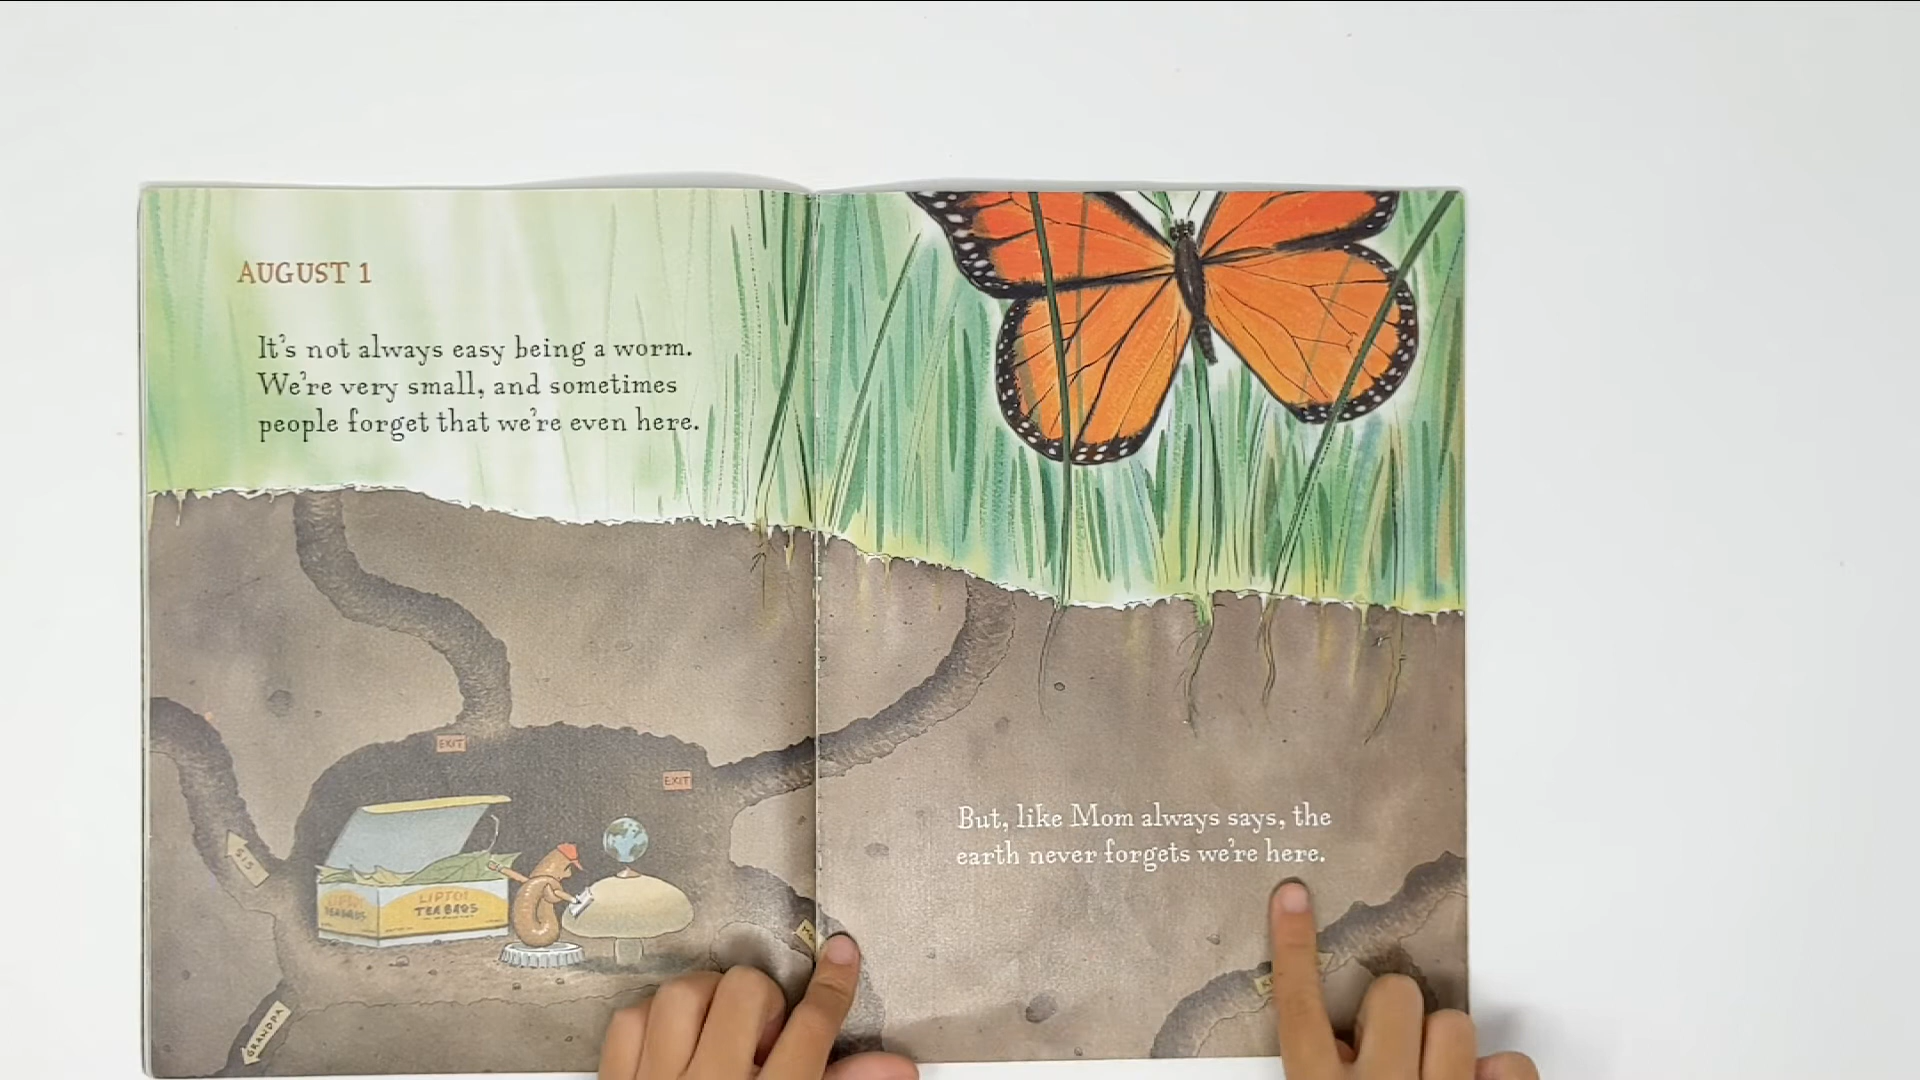 AUGUST 1
It's not always easy being a worm.
We're very small, and sometimes
people forget that we're even here.
EXIT
EXIT
SIS
LIPTON
TEA BAGS
TEA BAGS
GRANDPA
But, like Mom always says, the
earth never forgets we're here.